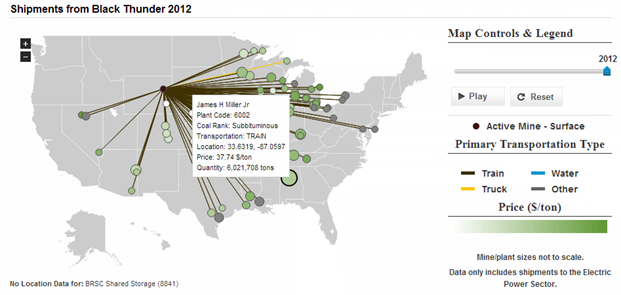 Shipments from Black Thunder 2012
+
−
James H Miller Jr
Plant Code: 6002
Coal Rank: Subbituminous
Transportation: TRAIN
Location: 33.6319, -87.0597
Price: 37.74 $/ton
Quantity: 6,021,708 tons
No Location Data for: BRSC Shared Storage (8841)
Map Controls & Legend
2012
Play
Reset
Active Mine - Surface
Primary Transportation Type
Train Water
Truck Other
Price ($/ton)
Mine/plant sizes not to scale.
Data only includes shipments to the Electric
Power Sector.